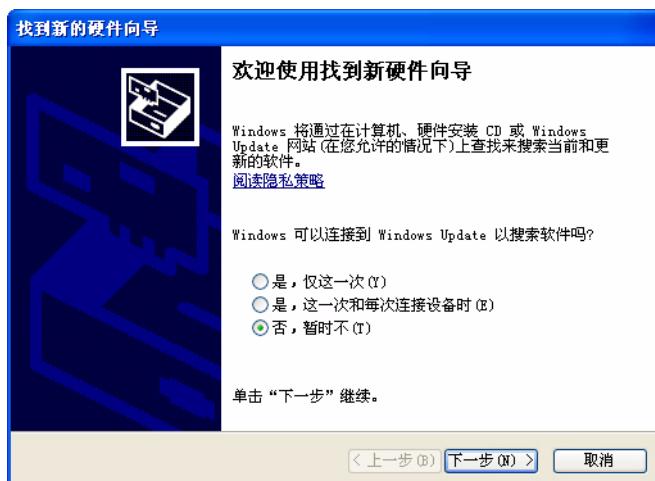 找到新的硬件向导
欢迎使用找到新硬件向导
Windows 将通过在计算机、硬件安装 CD 或 Windows
Update 网站(在您允许的情况下)上查找来搜索当前和更
新的软件。
阅读隐私策略
Windows 可以连接到 Windows Update 以搜索软件吗?
是，仅这一次(Y)
是，这一次和每次连接设备时(E)
否，暂时不(T)
单击“下一步”继续。
< 上一步(B) 下一步(N) > 取消